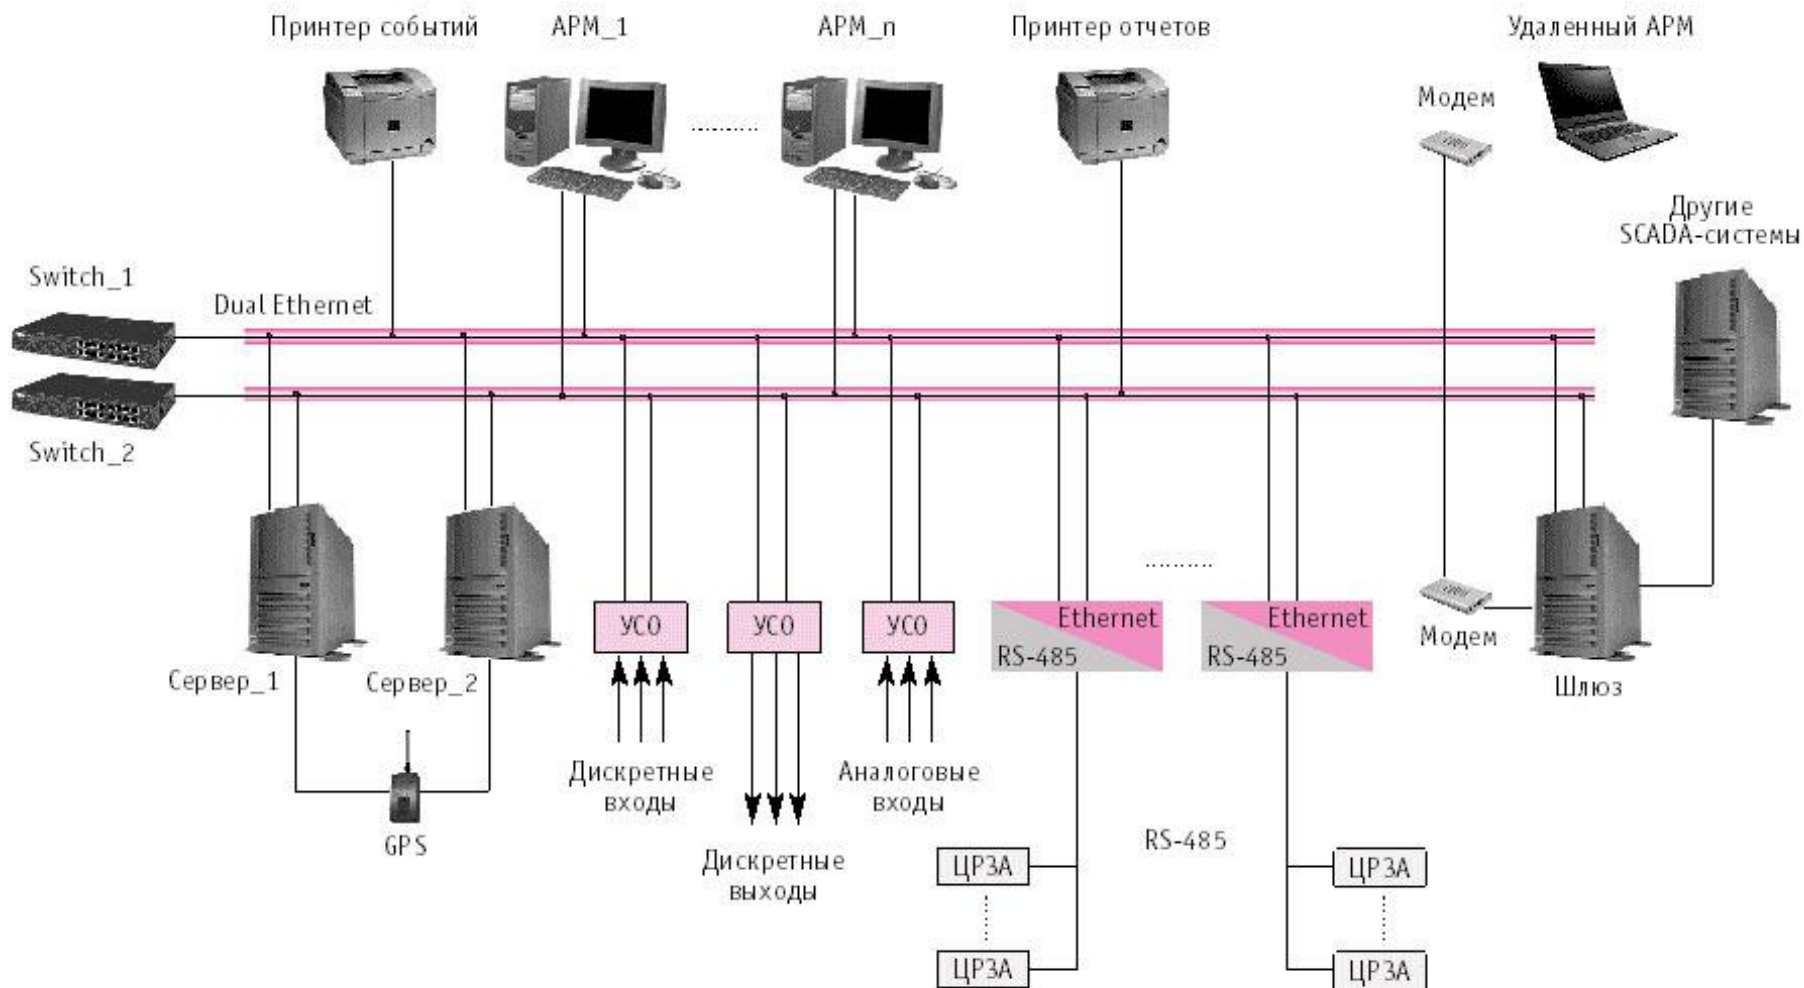 Принтер событий
АРМ_1
АРМ_n
Принтер отчетов
Удаленный АРМ
Модем
Другие
SCADA-системы
Switch_1
Dual Ethernet
Switch_2
УСО
УСО
УСО
Ethernet
RS-485
Ethernet
RS-485
Модем
Шлюз
Сервер_1
Сервер_2
GPS
Дискретные
входы
Дискретные
выходы
Аналоговые
входы
RS-485
ЦРЗА
ЦРЗА
ЦРЗА
ЦРЗА